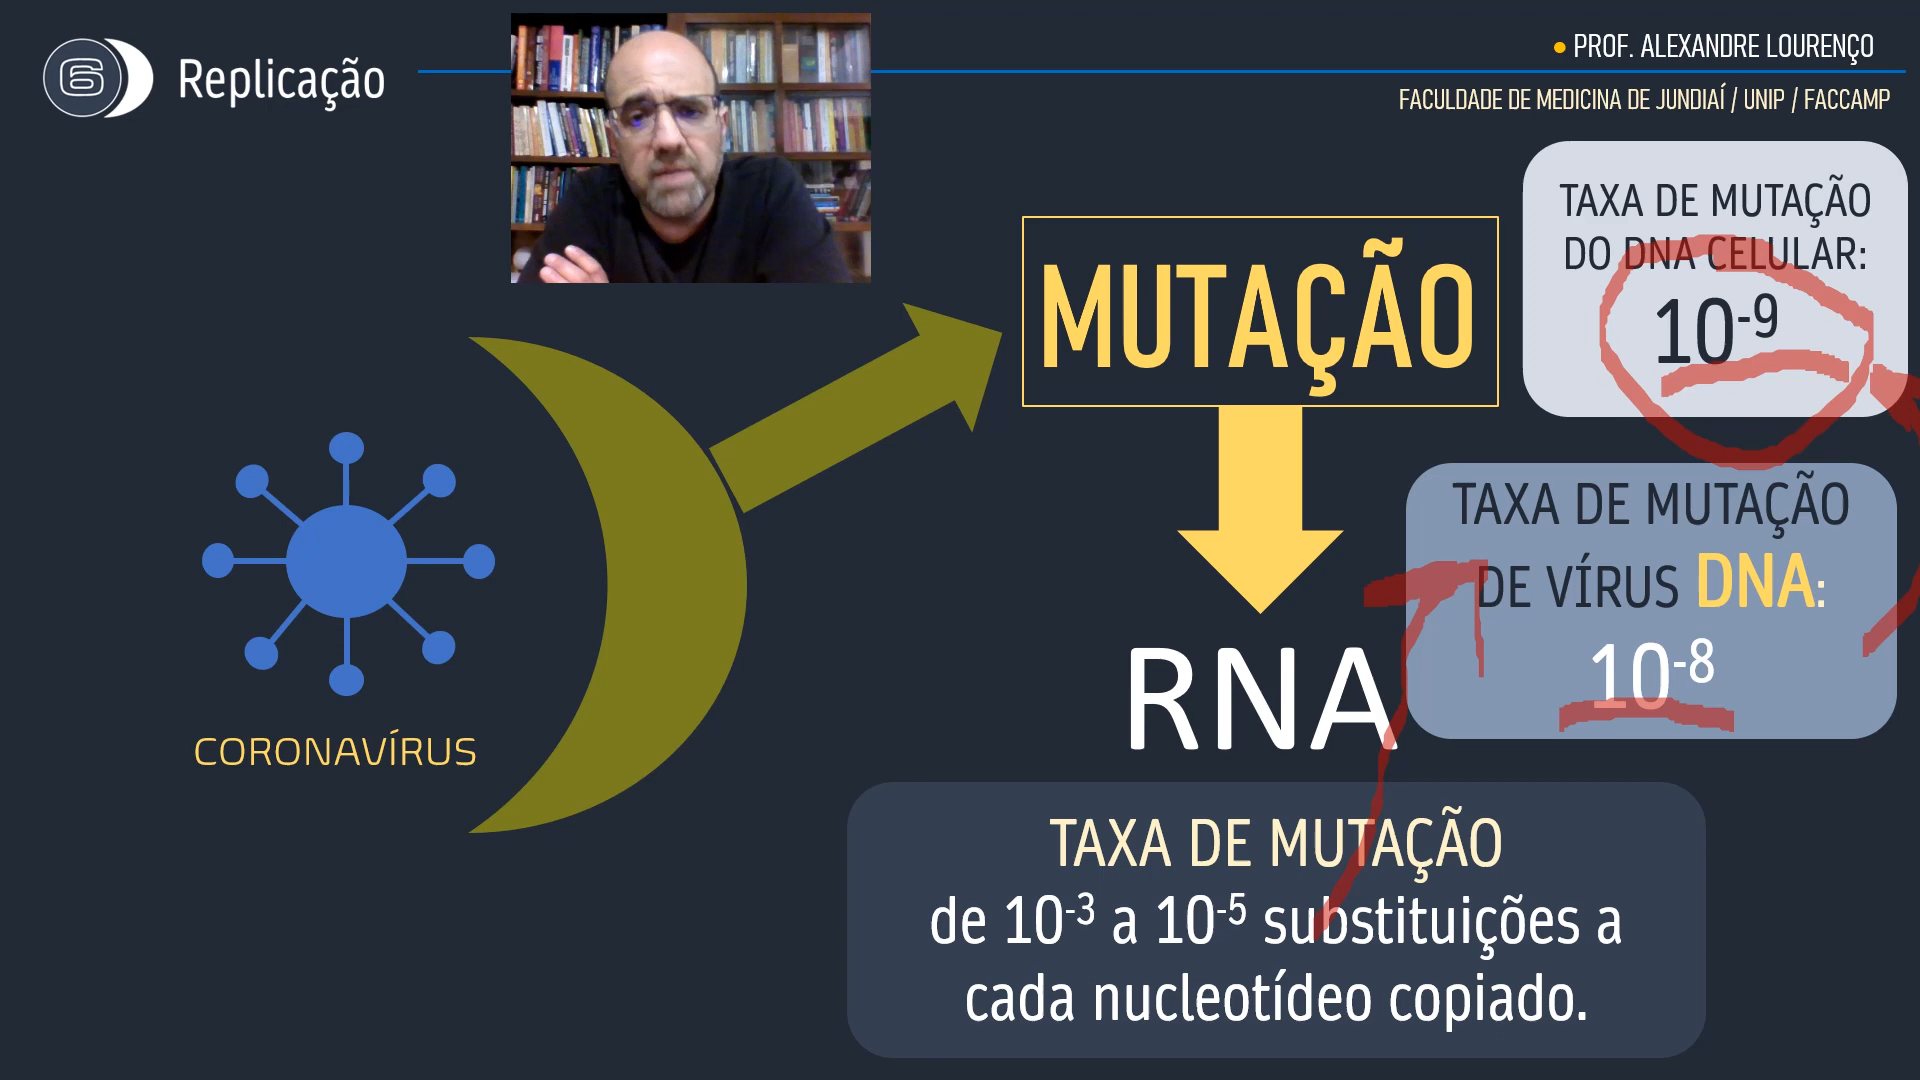 6 Replicação
• PROF. ALEXANDRE LOURENÇO
FACULDADE DE MEDICINA DE JUNDIAÍ / UNIP / FACCAMP
TAXA DE MUTAÇÃO
DO DNA CELULAR:
10⁻⁹
MUTAÇÃO
TAXA DE MUTAÇÃO
DE VÍRUS DNA:
10⁻⁸
RNA
CORONAVÍRUS
TAXA DE MUTAÇÃO
de 10⁻³ a 10⁻⁵ substituições a
cada nucleotídeo copiado.